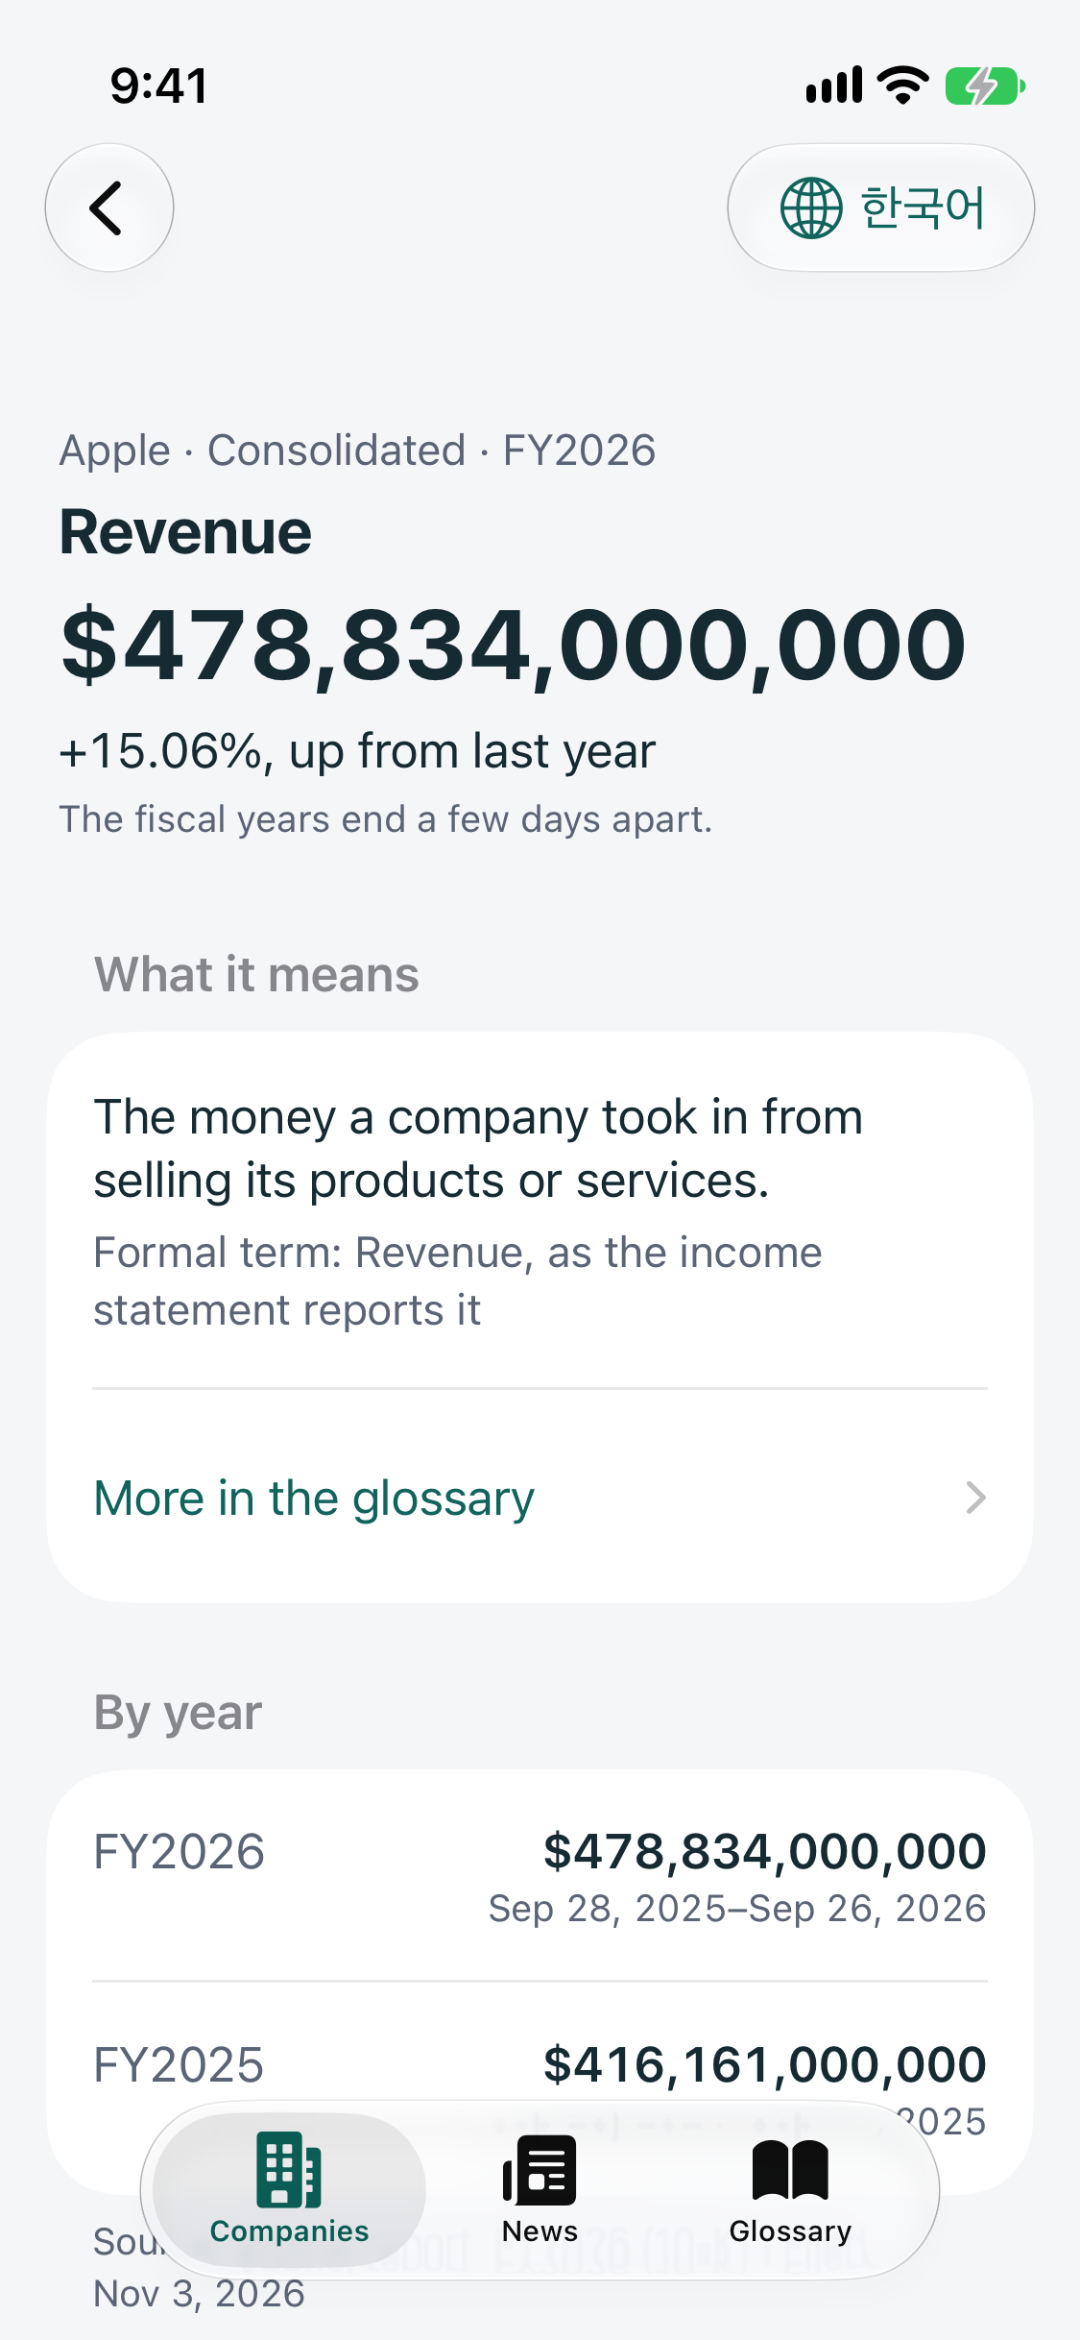 9:41
한국어
Apple · Consolidated · FY2026
Revenue
$478,834,000,000
+15.06%, up from last year
The fiscal years end a few days apart.
What it means
The money a company took in from
selling its products or services.
Formal term: Revenue, as the income
statement reports it
More in the glossary
By year
FY2026 $478,834,000,000
Sep 28, 2025–Sep 26, 2026
FY2025 $416,161,000,000
2025
Companies News Glossary
Nov 3, 2026